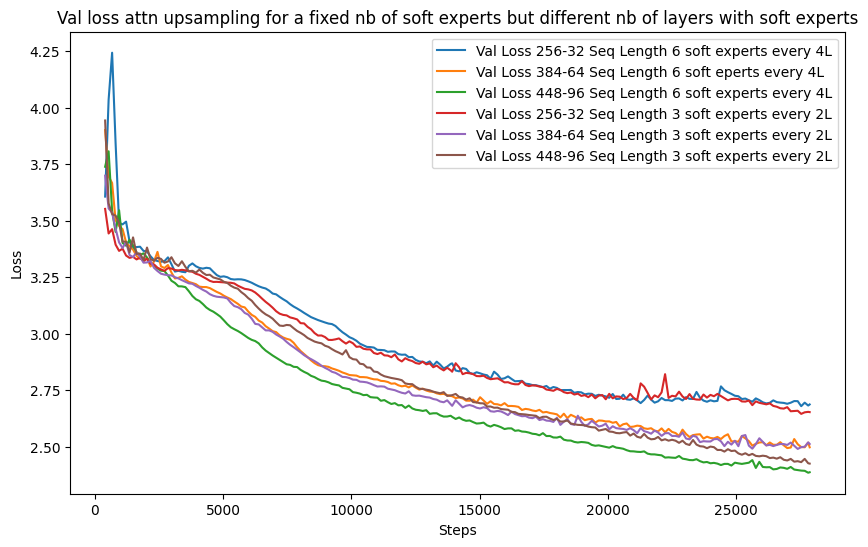 Val loss attn upsampling for a fixed nb of soft experts but different nb of layers with soft experts
Val Loss 256-32 Seq Length 6 soft experts every 4L
Val Loss 384-64 Seq Length 6 soft eperts every 4L
Val Loss 448-96 Seq Length 6 soft experts every 4L
Val Loss 256-32 Seq Length 3 soft experts every 2L
Val Loss 384-64 Seq Length 3 soft experts every 2L
Val Loss 448-96 Seq Length 3 soft experts every 2L
4.25
4.00
3.75
3.50
3.25
3.00
2.75
2.50
Loss
0 5000 10000 15000 20000 25000
Steps